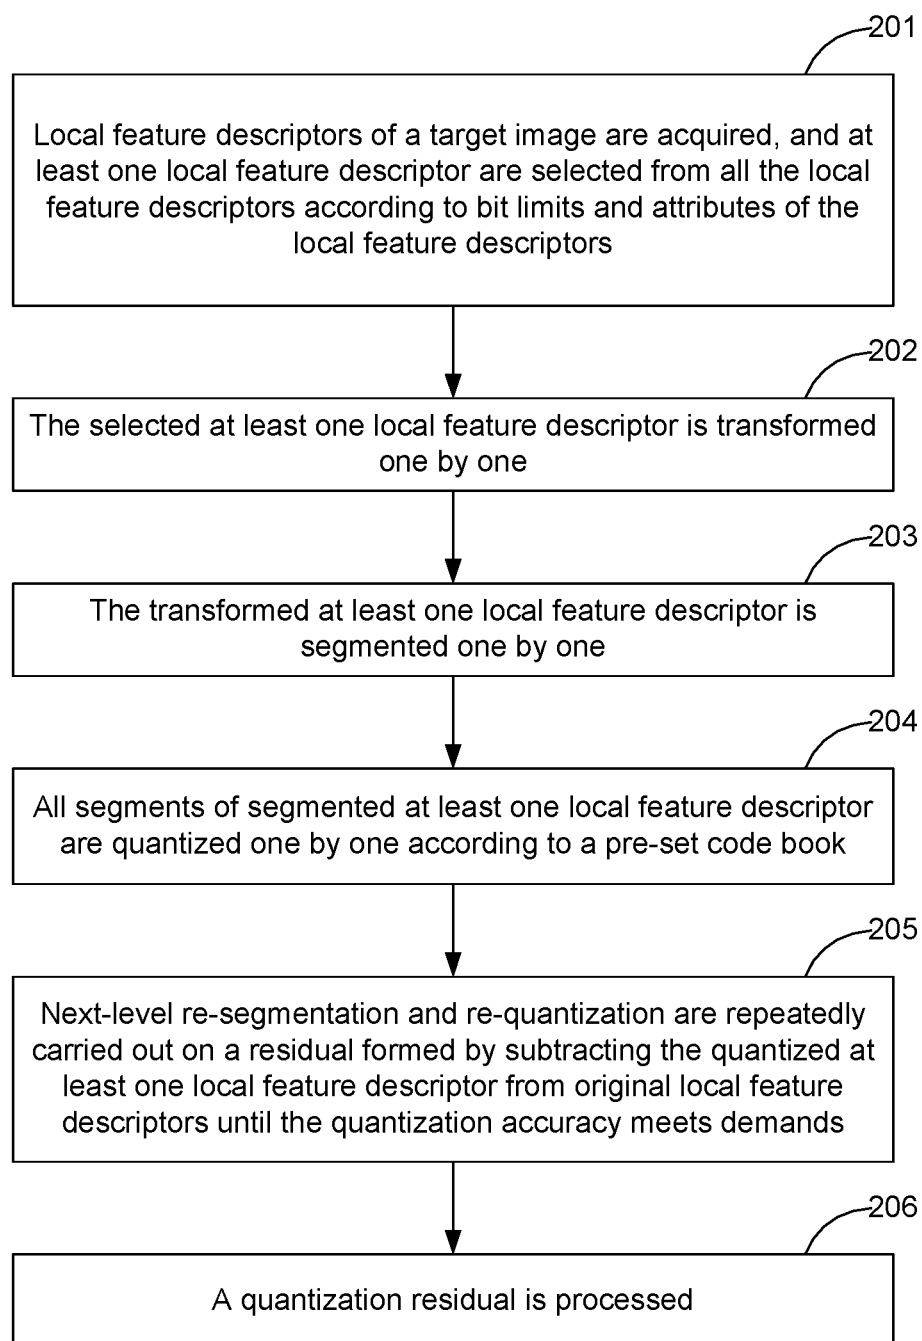 201
Local feature descriptors of a target image are acquired, and at
least one local feature descriptor are selected from all the local
feature descriptors according to bit limits and attributes of the
local feature descriptors
202
The selected at least one local feature descriptor is transformed
one by one
203
The transformed at least one local feature descriptor is
segmented one by one
204
All segments of segmented at least one local feature descriptor
are quantized one by one according to a pre-set code book
205
Next-level re-segmentation and re-quantization are repeatedly
carried out on a residual formed by subtracting the quantized at
least one local feature descriptor from original local feature
descriptors until the quantization accuracy meets demands
206
A quantization residual is processed